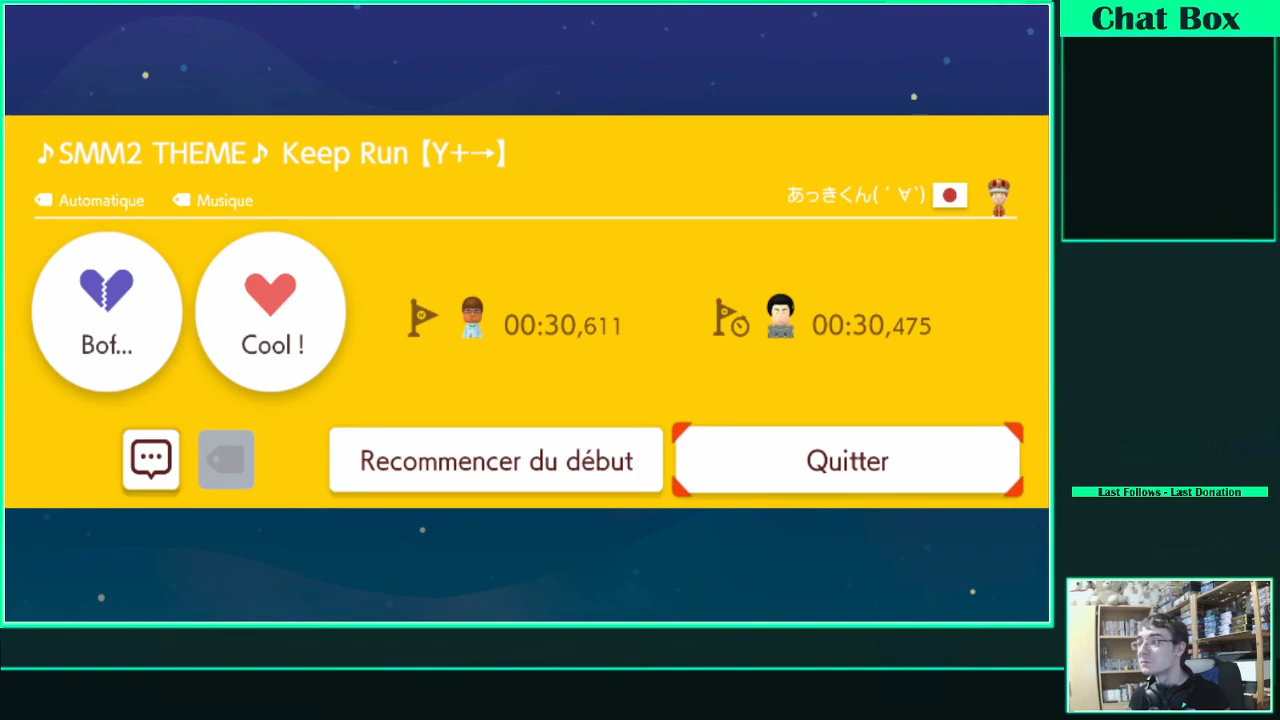 Chat Box
♪SMM2 THEME♪ Keep Run【Y+→】
Automatique Musique
あっきくん(´∀`)
Bof...
Cool !
00:30,611
00:30,475
Recommencer du début
Quitter
Last Follows - Last Donation